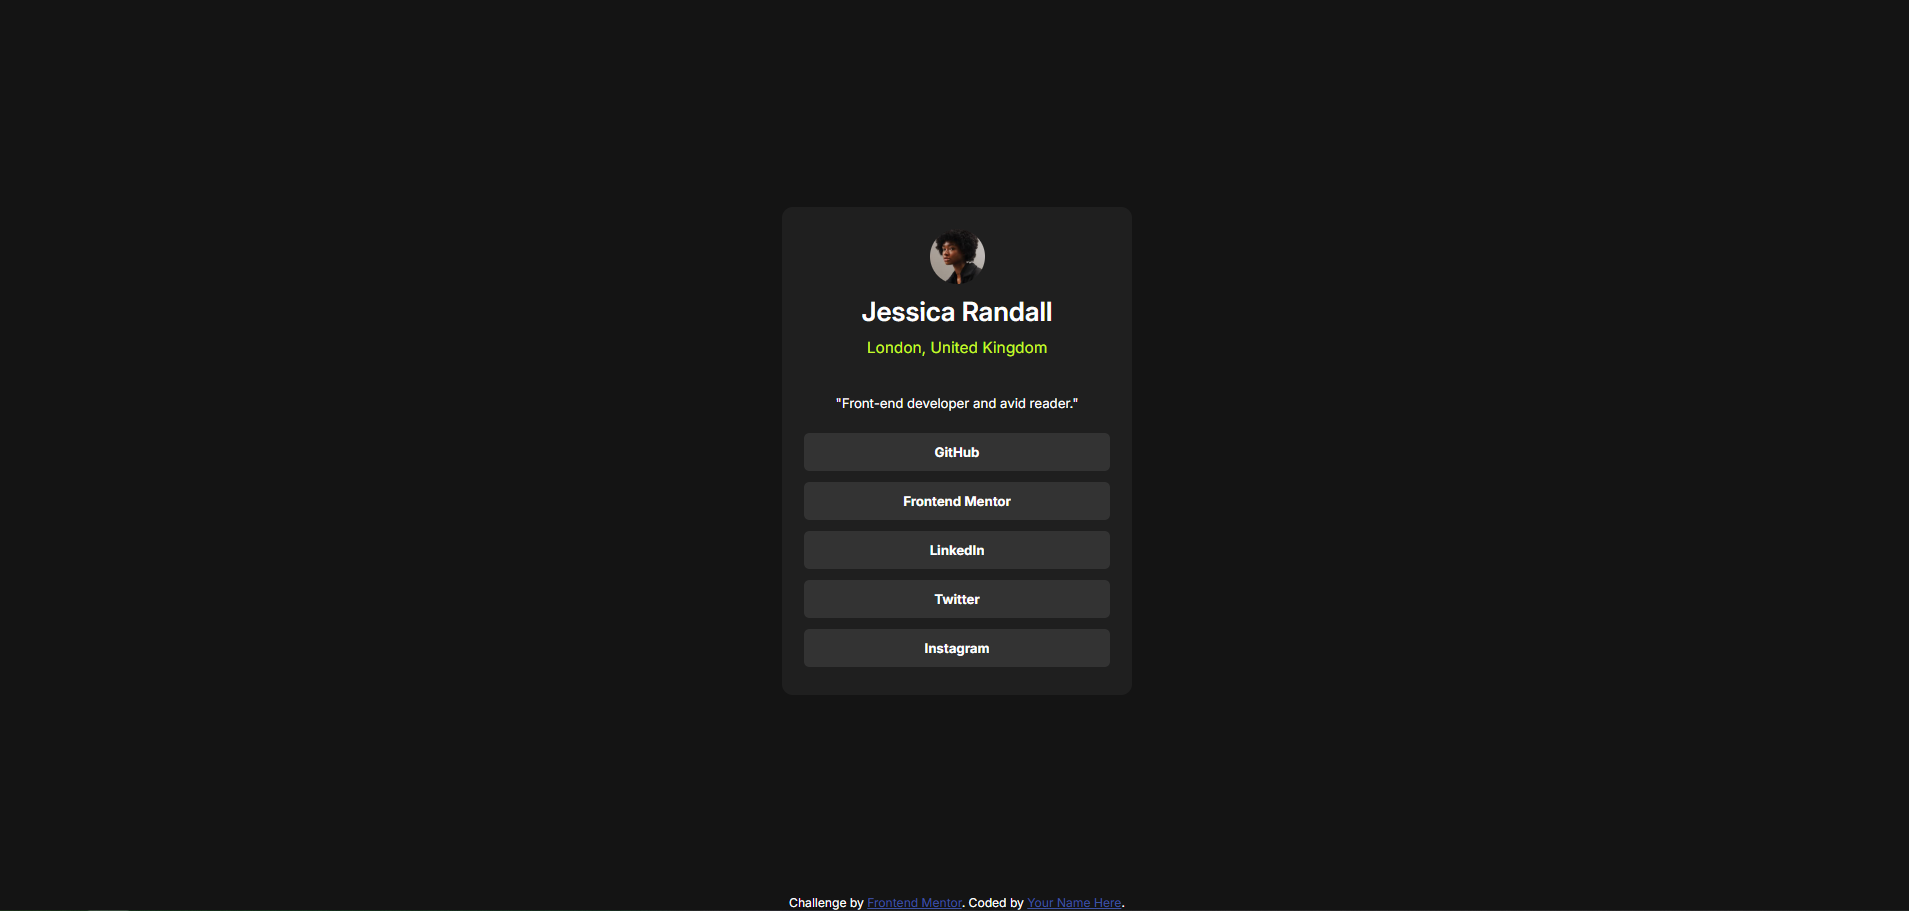 Jessica Randall
London, United Kingdom
"Front-end developer and avid reader."
GitHub
Frontend Mentor
LinkedIn
Twitter
Instagram
Challenge by Frontend Mentor. Coded by Your Name Here.